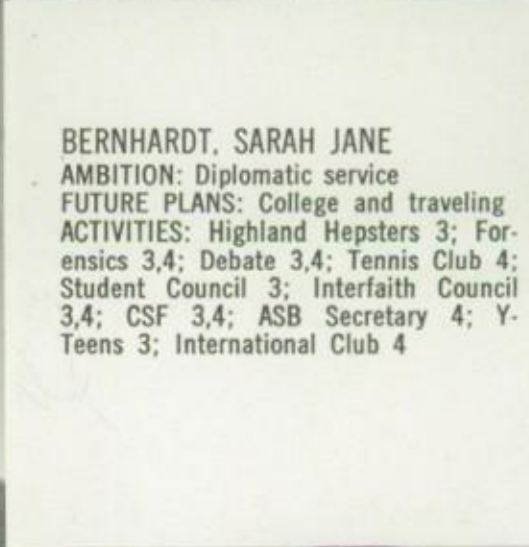 BERNHARDT, SARAH JANE
AMBITION: Diplomatic service
FUTURE PLANS: College and traveling
ACTIVITIES: Highland Hepsters 3; For-
ensics 3,4; Debate 3,4; Tennis Club 4;
Student Council 3; Interfaith Council
3,4; CSF 3,4; ASB Secretary 4; Y-
Teens 3; International Club 4